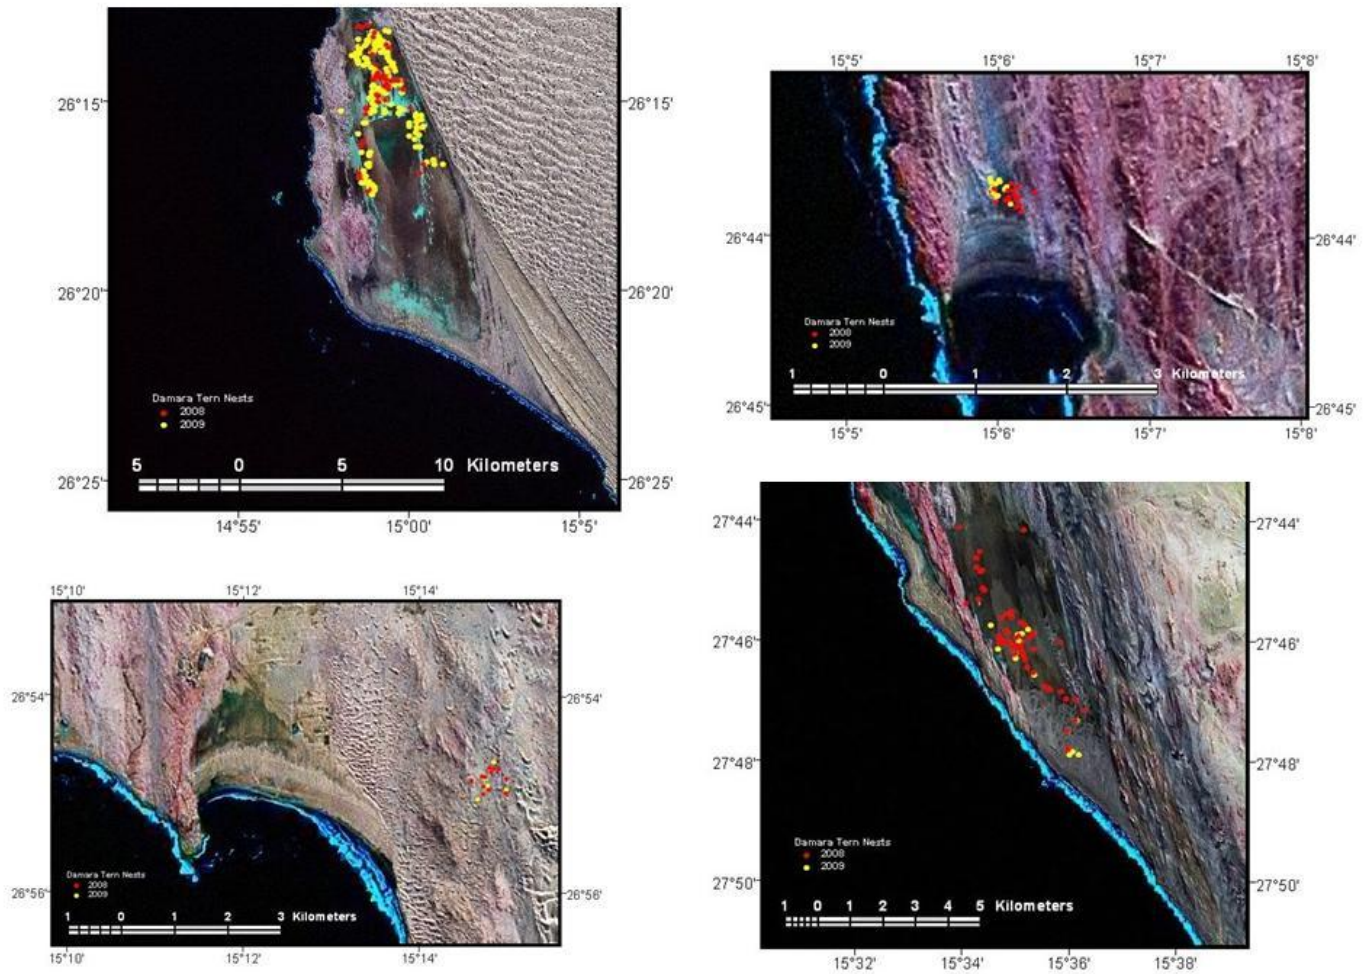 26°15' 26°15'
26°20' 26°20'
Damara Tern Nests
2008
2009
5 0 5 10 Kilometers
26°25' 26°25'
14°55' 15°00' 15°5'
15°5' 15°6' 15°7' 15°8'
26°44' 26°44'
Damara Tern Nests
2008
2009
1 0 1 2 3 Kilometers
26°45' 26°45'
15°5' 15°6' 15°7' 15°8'
15°10' 15°12' 15°14'
26°54' 26°54'
Damara Tern Nests
2008
2009
26°56' 26°56'
1 0 1 2 3 Kilometers
15°10' 15°12' 15°14'
27°44' 27°44'
27°46' 27°46'
27°48' 27°48'
Damara Tern Nests
2008
2009
27°50' 27°50'
1 0 1 2 3 4 5 Kilometers
15°32' 15°34' 15°36' 15°38'